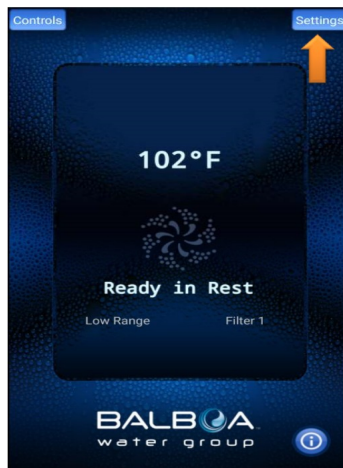 Controls Settings
102°F
Ready in Rest
Low Range Filter 1
BALBOA
water group
i